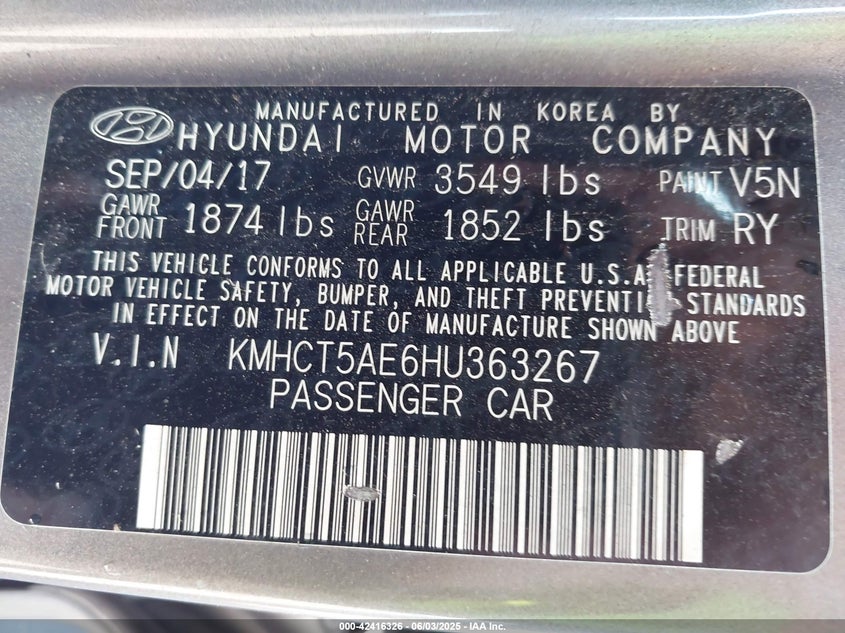 MANUFACTURED IN KOREA BY
HYUNDAI MOTOR COMPANY
SEP/04/17 GVWR 3549 lbs PAINT V5N
GAWR FRONT 1874 lbs GAWR REAR 1852 lbs TRIM RY
THIS VEHICLE CONFORMS TO ALL APPLICABLE U.S.A. FEDERAL
MOTOR VEHICLE SAFETY, BUMPER, AND THEFT STANDARDS
IN EFFECT ON THE DATE OF MANUFACTURE SHOWN ABOVE
V.I.N KMHCT5AE6HU363267
PASSENGER CAR
000-42416326 - 06/03/2025 - IAA Inc.